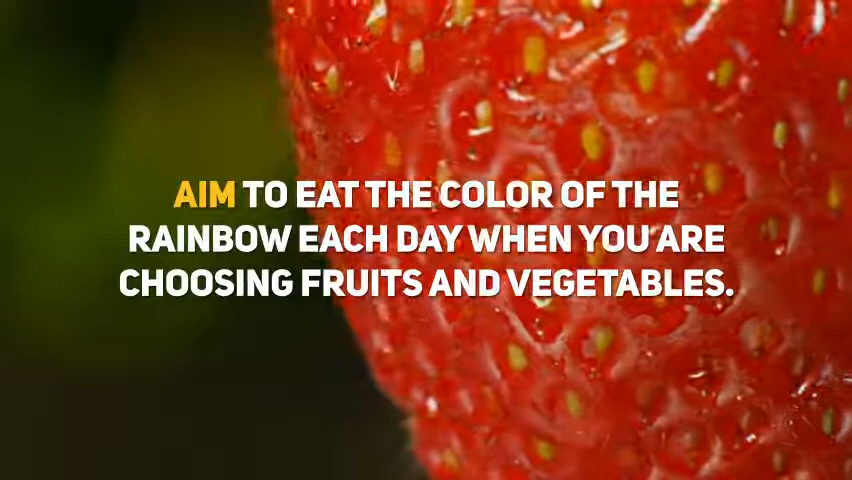 AIM TO EAT THE COLOR OF THE
RAINBOW EACH DAY WHEN YOU ARE
CHOOSING FRUITS AND VEGETABLES.